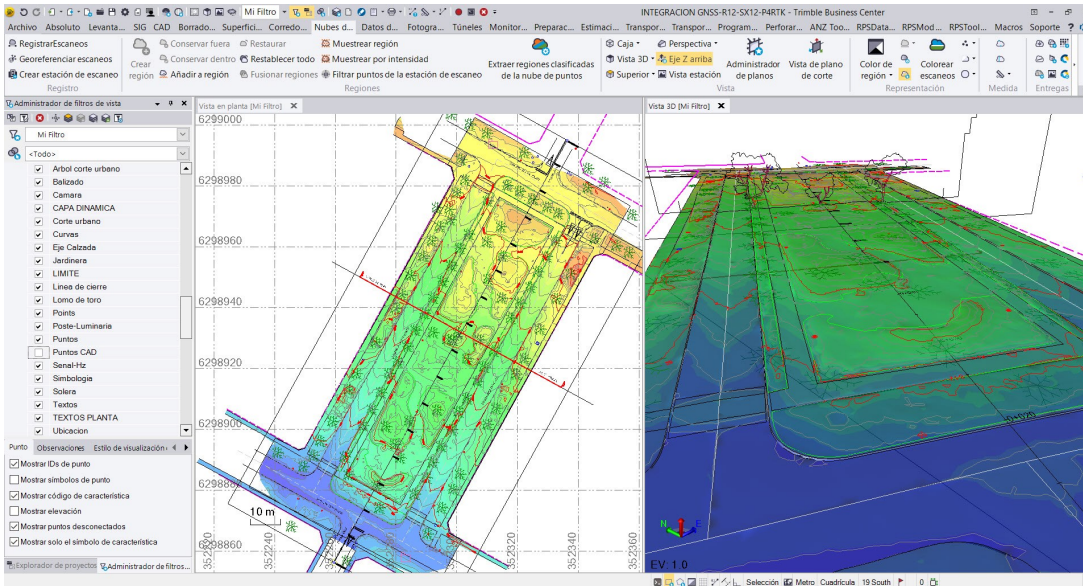 Mi Filtro
INTEGRACION GNSS-R12-SX12-P4RTK - Trimble Business Center
Archivo Absoluto Levanta... SIG CAD Borrado... Superfici... Corredo... Nubes d... Datos d... Fotogra... Túneles Monitor... Preparac... Estimaci... Transpor... Transpor... Program... Perforar... ANZ Too... RPSData... RPSMod... RPSTool... Macros Soporte
RegistrarEscaneos
Georeferenciar escaneos
Crear estación de escaneo
Registro
Crear región
Conservar fuera
Conservar dentro
Añadir a región
Restaurar
Restablecer todo
Fusionar regiones
Muestrear región
Muestrear por intensidad
Filtrar puntos de la estación de escaneo
Regiones
Extraer regiones clasificadas de la nube de puntos
Caja
Vista 3D
Superior
Perspectiva
Eje Z arriba
Vista estación
Administrador de planos
Vista de plano de corte
Vista
Color de región
Colorear escaneos
Representación
Medida
Entregas
Administrador de filtros de vista
Mi Filtro
<Todo>
Arbol corte urbano
Balizado
Camara
CAPA DINAMICA
Corte urbano
Curvas
Eje Calzada
Jardinera
LIMITE
Linea de cierre
Lomo de toro
Points
Poste-Luminaria
Puntos
Puntos CAD
Senal-Hz
Simbologia
Solera
Textos
TEXTOS PLANTA
Ubicacion
Punto Observaciones Estilo de visualización
Mostrar IDs de punto
Mostrar símbolos de punto
Mostrar código de característica
Mostrar elevación
Mostrar puntos desconectados
Mostrar solo el símbolo de característica
Explorador de proyectos Administrador de filtros...
Vista en planta [Mi Filtro]
6299000
6298980
6298960
6298940
6298920
6298900
6298880
6298860
10 m
352220
352240
352320
352340
352360
Vista 3D [Mi Filtro]
0+020
N
E
EV: 1.0
Selección Metro Cuadrícula 19 South 0